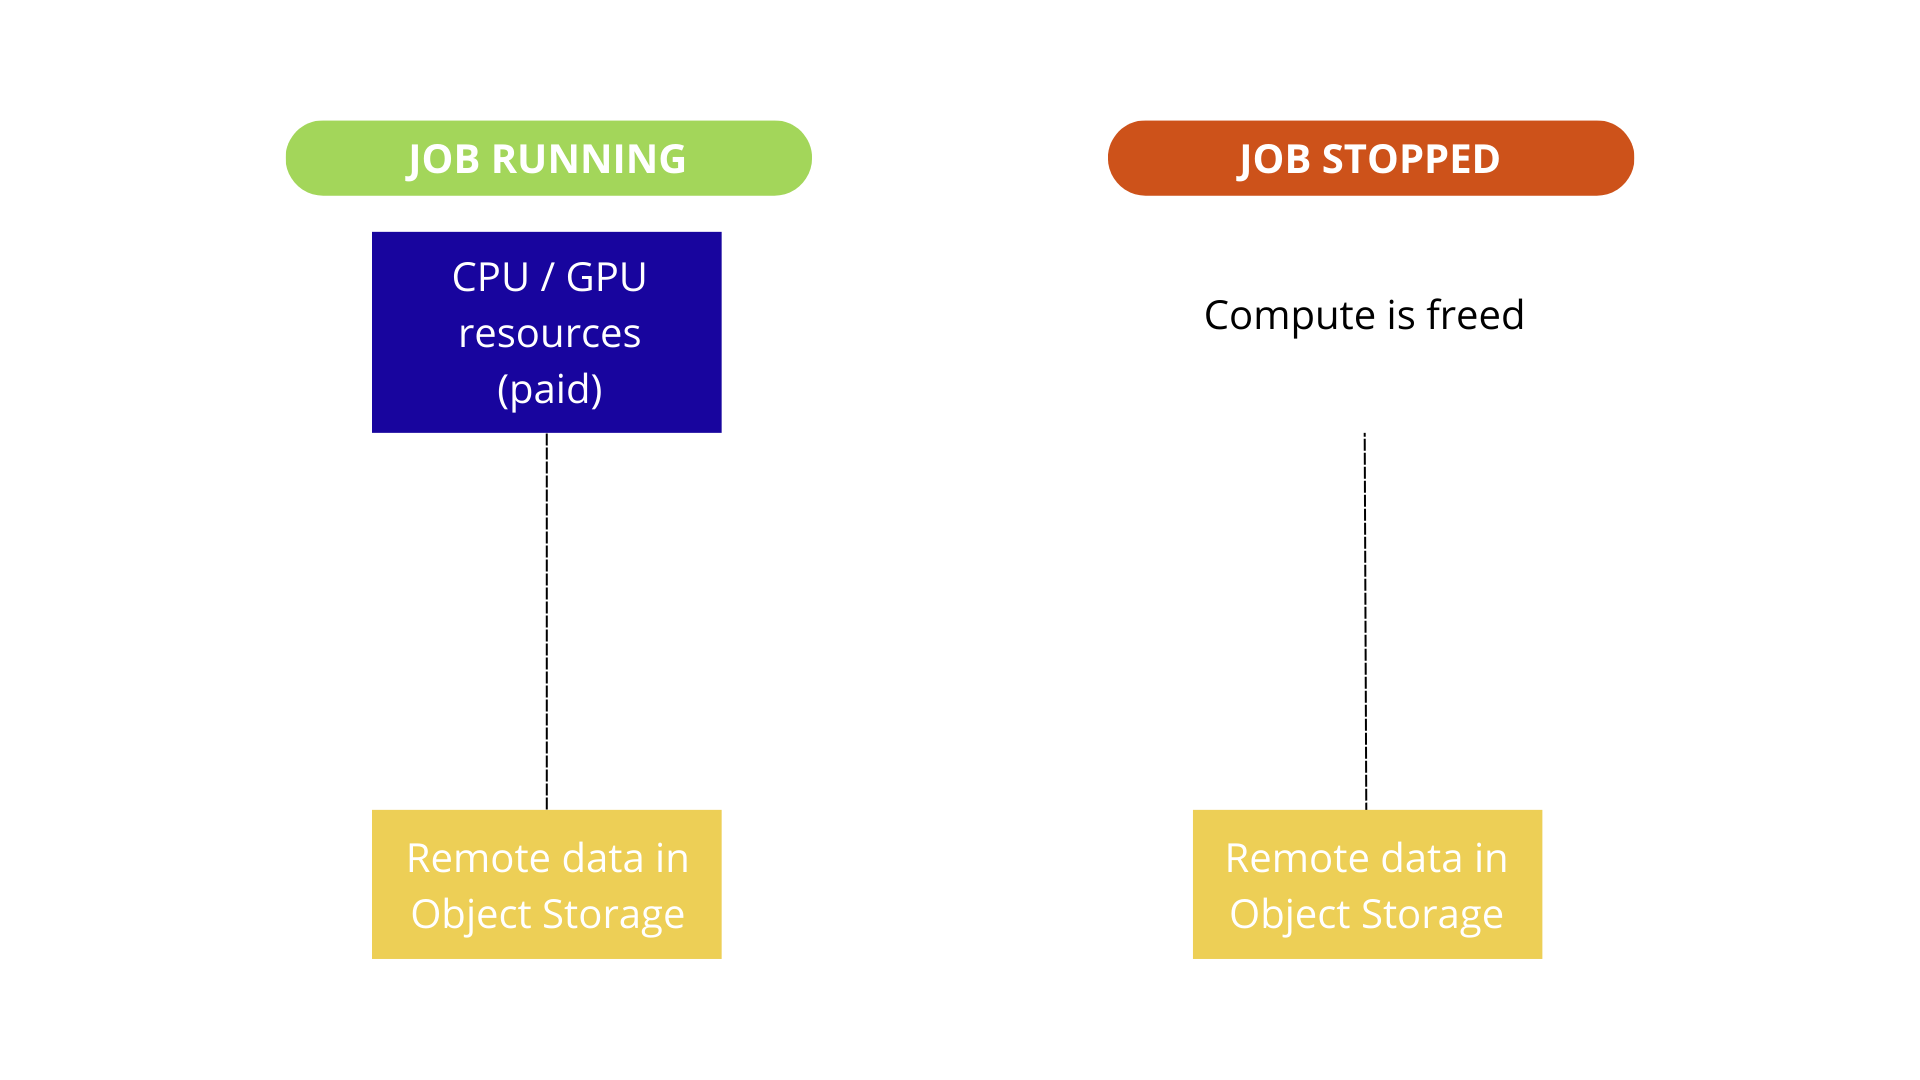 JOB RUNNING
CPU / GPU
resources
(paid)
Remote data in
Object Storage
JOB STOPPED
Compute is freed
Remote data in
Object Storage